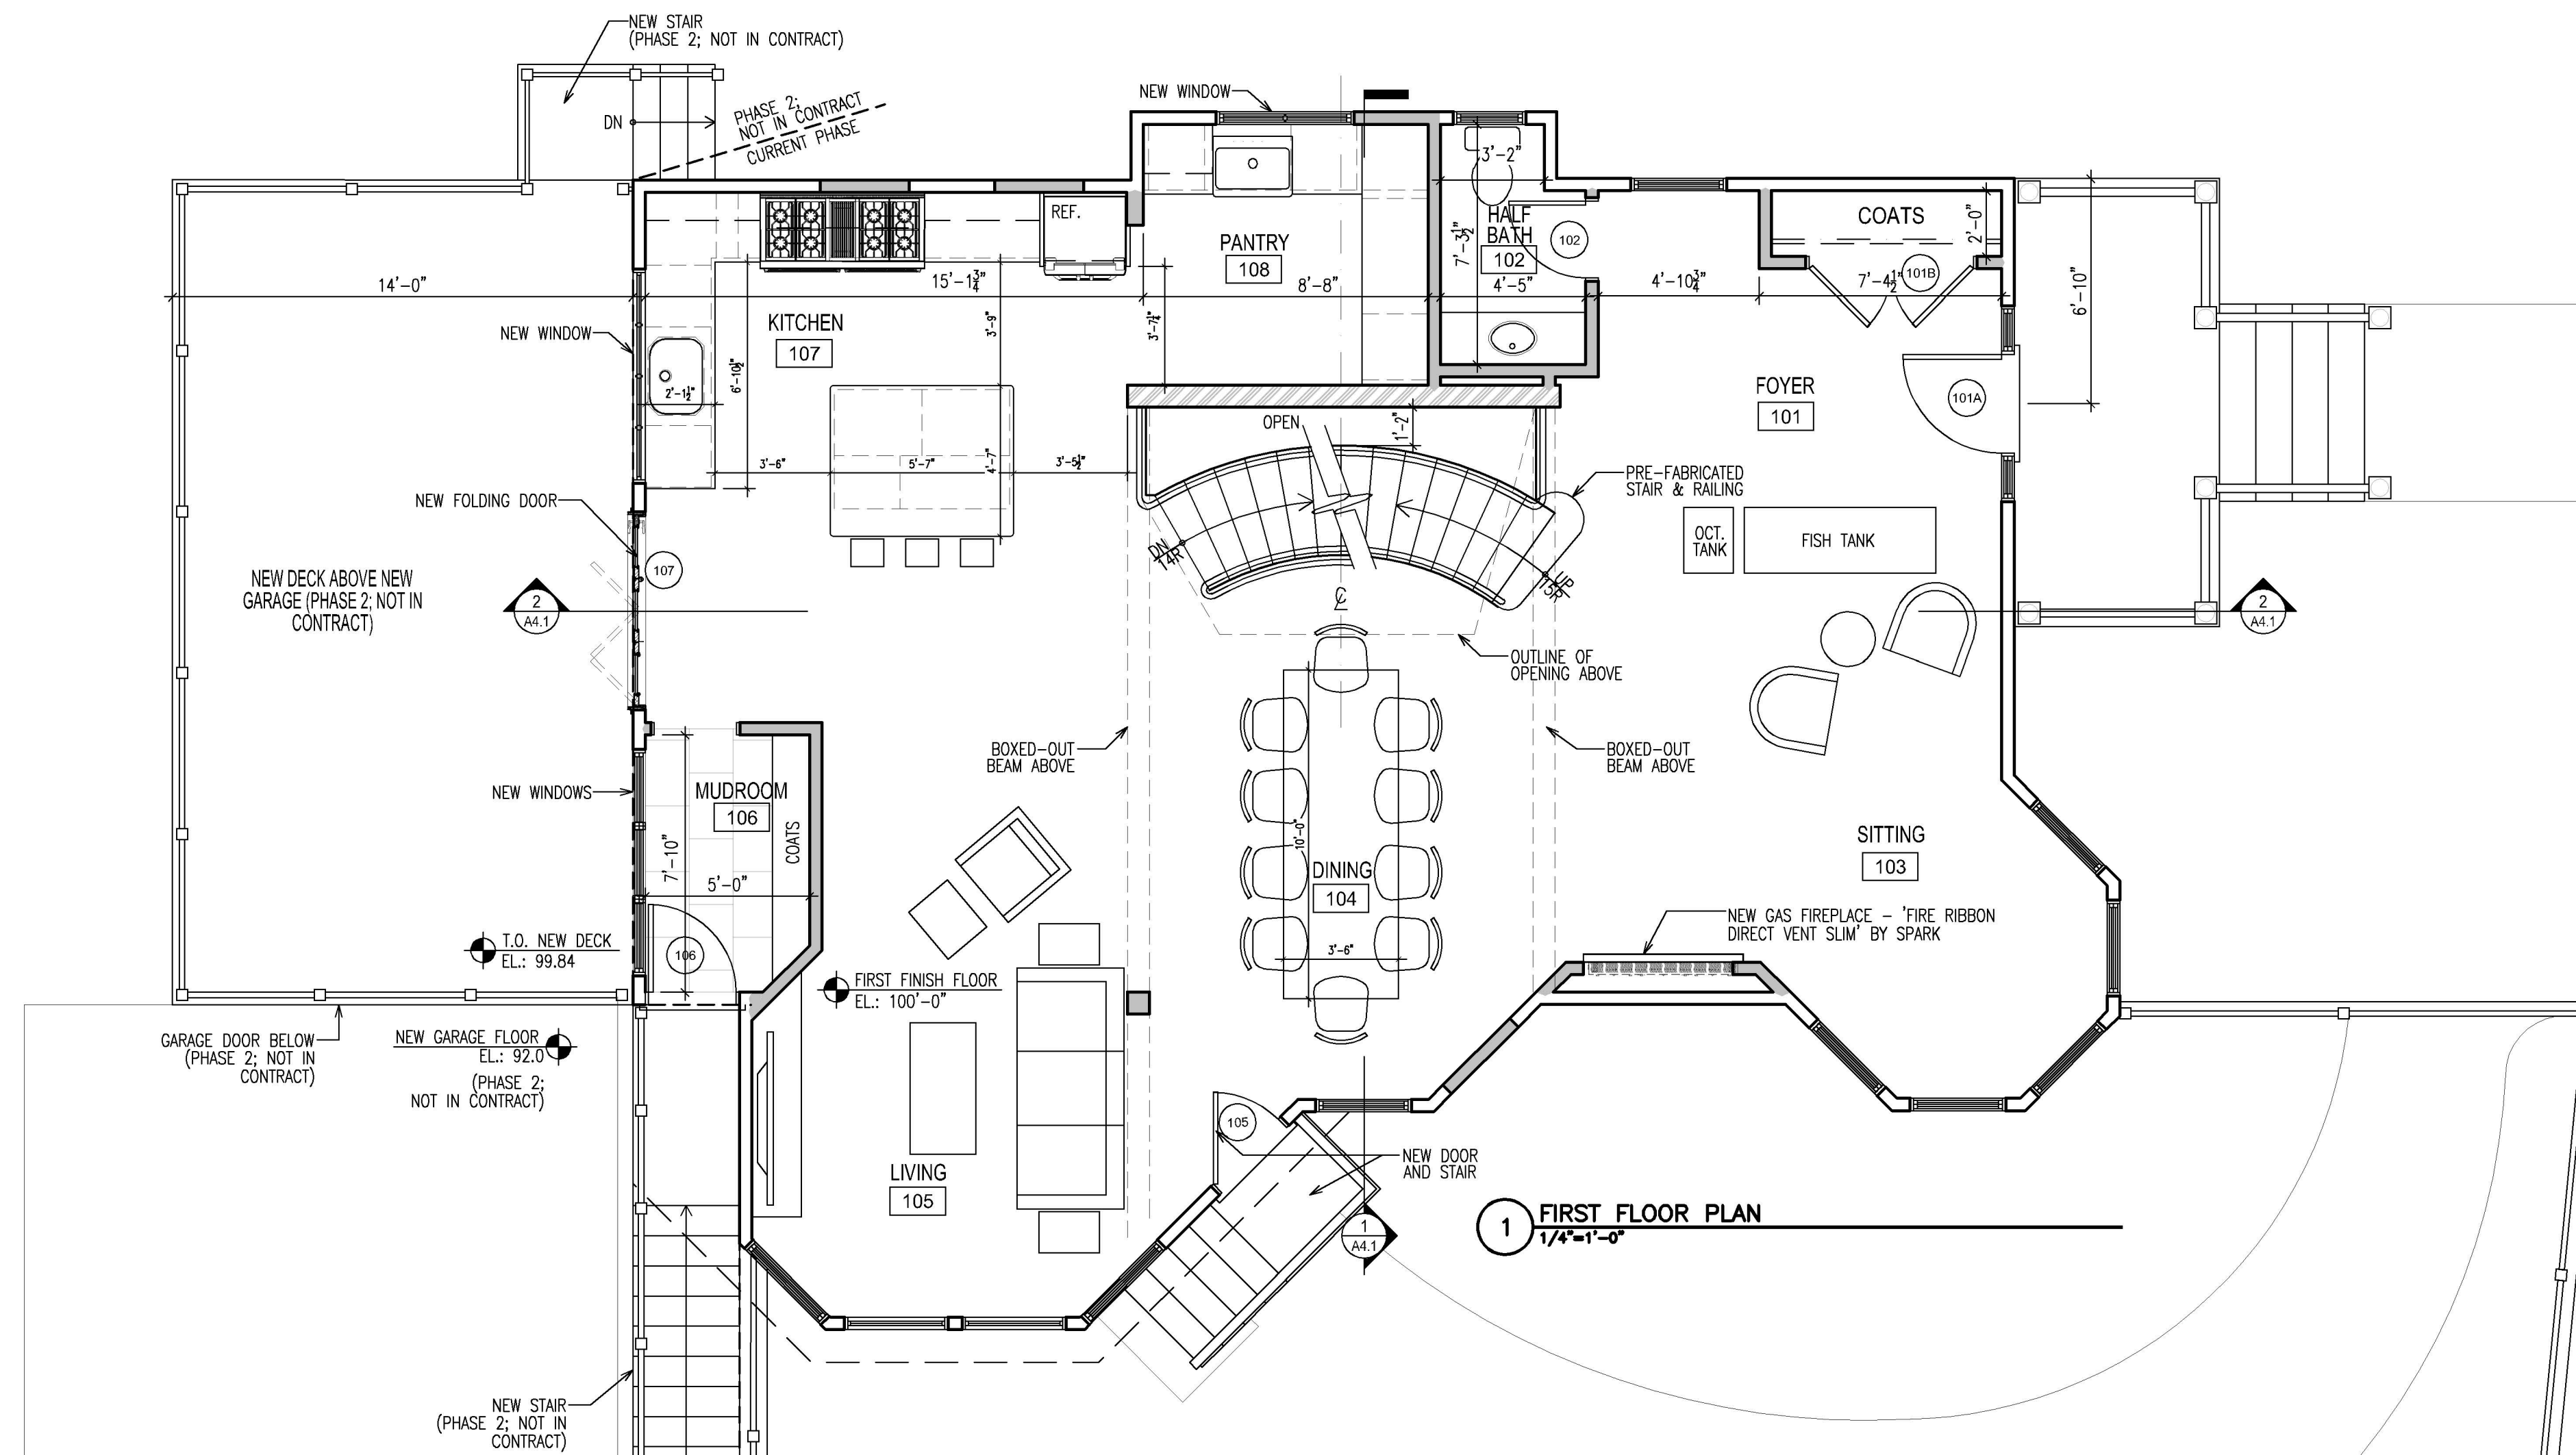 NEW STAIR
(PHASE 2; NOT IN CONTRACT)
DN
PHASE 2;
NOT IN CONTRACT
CURRENT PHASE
NEW WINDOW
REF.
PANTRY
108
3'-2"
HALF
BATH
102
7'-3½"
102
COATS
2'-0"
101B
6'-10"
14'-0"
15'-1¾"
8'-8"
4'-5"
4'-10¾"
7'-4½"
NEW WINDOW
KITCHEN
107
3'-9"
3'-7¼"
6'-10½"
2'-1½"
FOYER
101
101A
OPEN
1'-2"
3'-6"
5'-7"
4'-7"
3'-5½"
PRE-FABRICATED
STAIR & RAILING
NEW FOLDING DOOR
107
DN
14R
UP
15R
OCT.
TANK
FISH TANK
NEW DECK ABOVE NEW
GARAGE (PHASE 2; NOT IN
CONTRACT)
2
A4.1
2
A4.1
OUTLINE OF
OPENING ABOVE
BOXED-OUT
BEAM ABOVE
BOXED-OUT
BEAM ABOVE
NEW WINDOWS
MUDROOM
106
COATS
7'-10"
5'-0"
10'-0"
DINING
104
3'-6"
SITTING
103
NEW GAS FIREPLACE - 'FIRE RIBBON
DIRECT VENT SLIM' BY SPARK
T.O. NEW DECK
EL.: 99.84
106
FIRST FINISH FLOOR
EL.: 100'-0"
GARAGE DOOR BELOW
(PHASE 2; NOT IN
CONTRACT)
NEW GARAGE FLOOR
EL.: 92.0
(PHASE 2;
NOT IN CONTRACT)
105
NEW DOOR
AND STAIR
LIVING
105
1
A4.1
1
FIRST FLOOR PLAN
1/4"=1'-0"
NEW STAIR
(PHASE 2; NOT IN
CONTRACT)